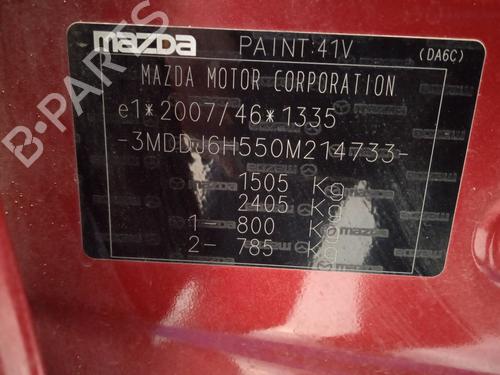 mazda PAINT:41V (DA6C)
MAZDA MOTOR CORPORATION
e1*2007/46*1335
-3MDDJ6H550M214733-
1505 Kg
2405 Kg
1- 800 Kg
2- 785 Kg
B-PARTS